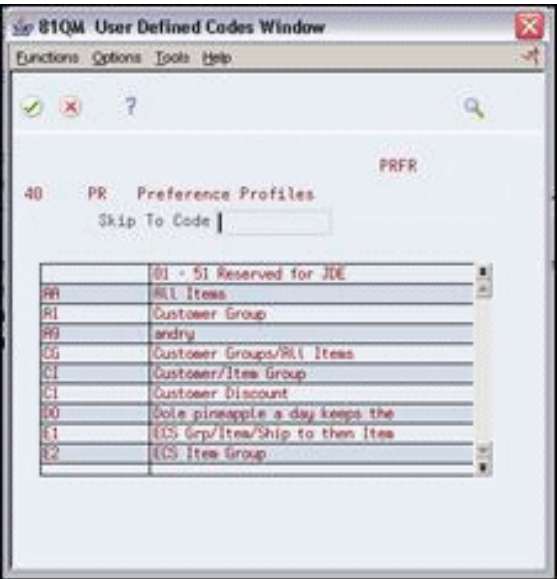 81QM User Defined Codes Window
Functions Options Tools Help
?
PRFR
40 PR Preference Profiles
Skip To Code
01 - 51 Reserved for JDE
AA All Items
A1 Customer Group
A9 andry
CG Customer Groups/All Items
CI Customer/Item Group
C1 Customer Discount
DO Dole pineapple a day keeps the
E1 ECS Grp/Item/Ship to then Item
E2 ECS Item Group